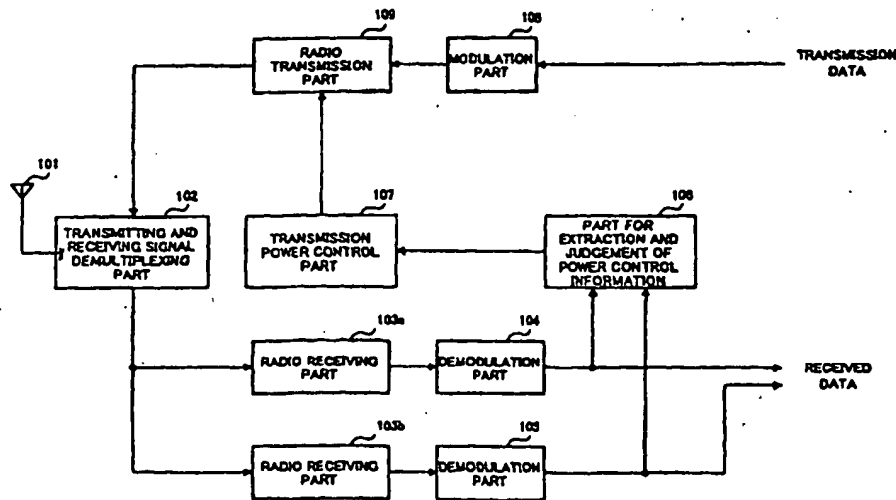 109
108
RADIO
TRANSMISSION
PART
MODULATION
PART
TRANSMISSION
DATA
101
102
107
106
TRANSMITTING AND
RECEIVING SIGNAL
DEMULTIPLEXING
PART
TRANSMISSION
POWER CONTROL
PART
PART FOR
EXTRACTION AND
JUDGEMENT OF
POWER CONTROL
INFORMATION
103a
104
RADIO RECEIVING
PART
DEMODULATION
PART
RECEIVED
DATA
103b
105
RADIO RECEIVING
PART
DEMODULATION
PART